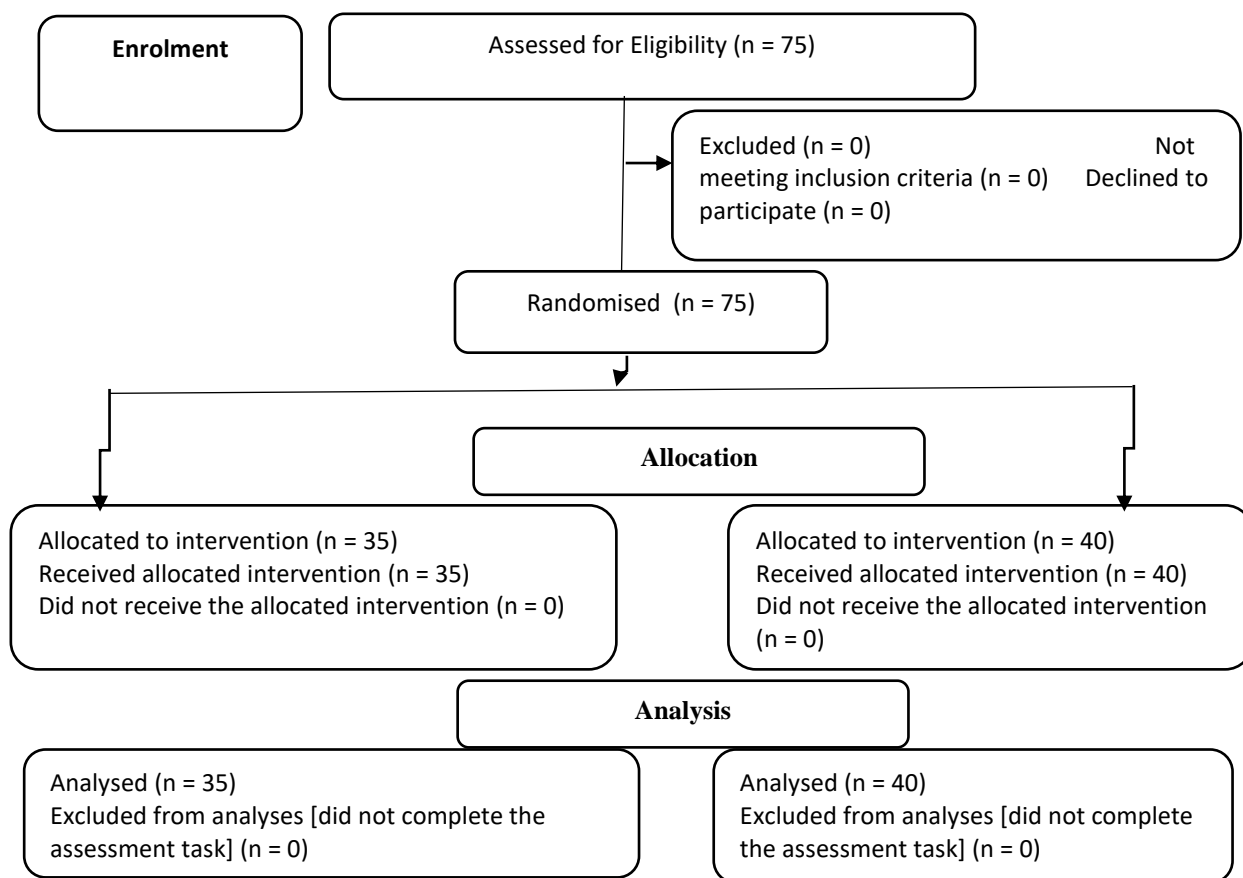 Enrolment
Assessed for Eligibility (n = 75)
Excluded (n = 0) Not
meeting inclusion criteria (n = 0) Declined to
participate (n = 0)
Randomised (n = 75)
Allocation
Allocated to intervention (n = 35)
Received allocated intervention (n = 35)
Did not receive the allocated intervention (n = 0)
Allocated to intervention (n = 40)
Received allocated intervention (n = 40)
Did not receive the allocated intervention
(n = 0)
Analysis
Analysed (n = 35)
Excluded from analyses [did not complete the
assessment task] (n = 0)
Analysed (n = 40)
Excluded from analyses [did not complete
the assessment task] (n = 0)